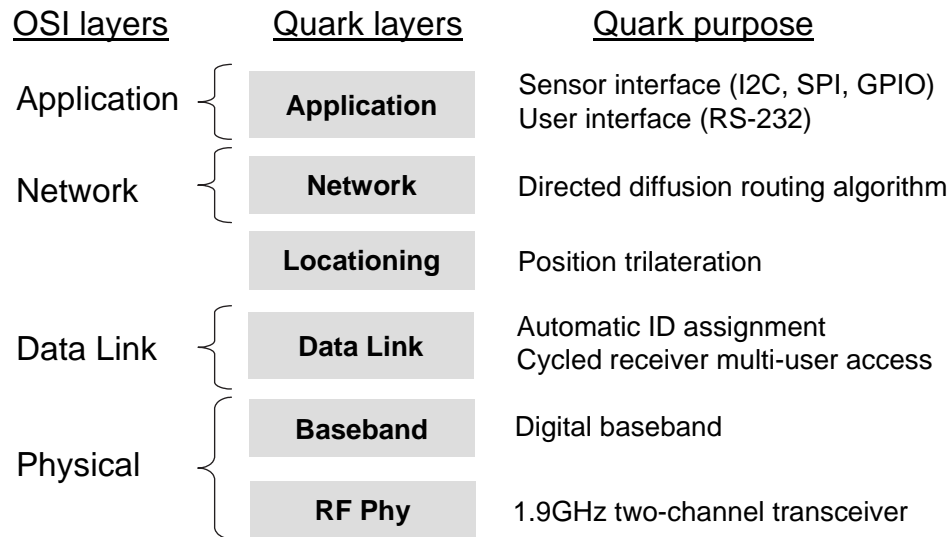 OSI layers Quark layers Quark purpose
Application Application Sensor interface (I2C, SPI, GPIO)
User interface (RS-232)
Network Network Directed diffusion routing algorithm
Locationing Position trilateration
Data Link Data Link Automatic ID assignment
Cycled receiver multi-user access
Physical Baseband Digital baseband
RF Phy 1.9GHz two-channel transceiver